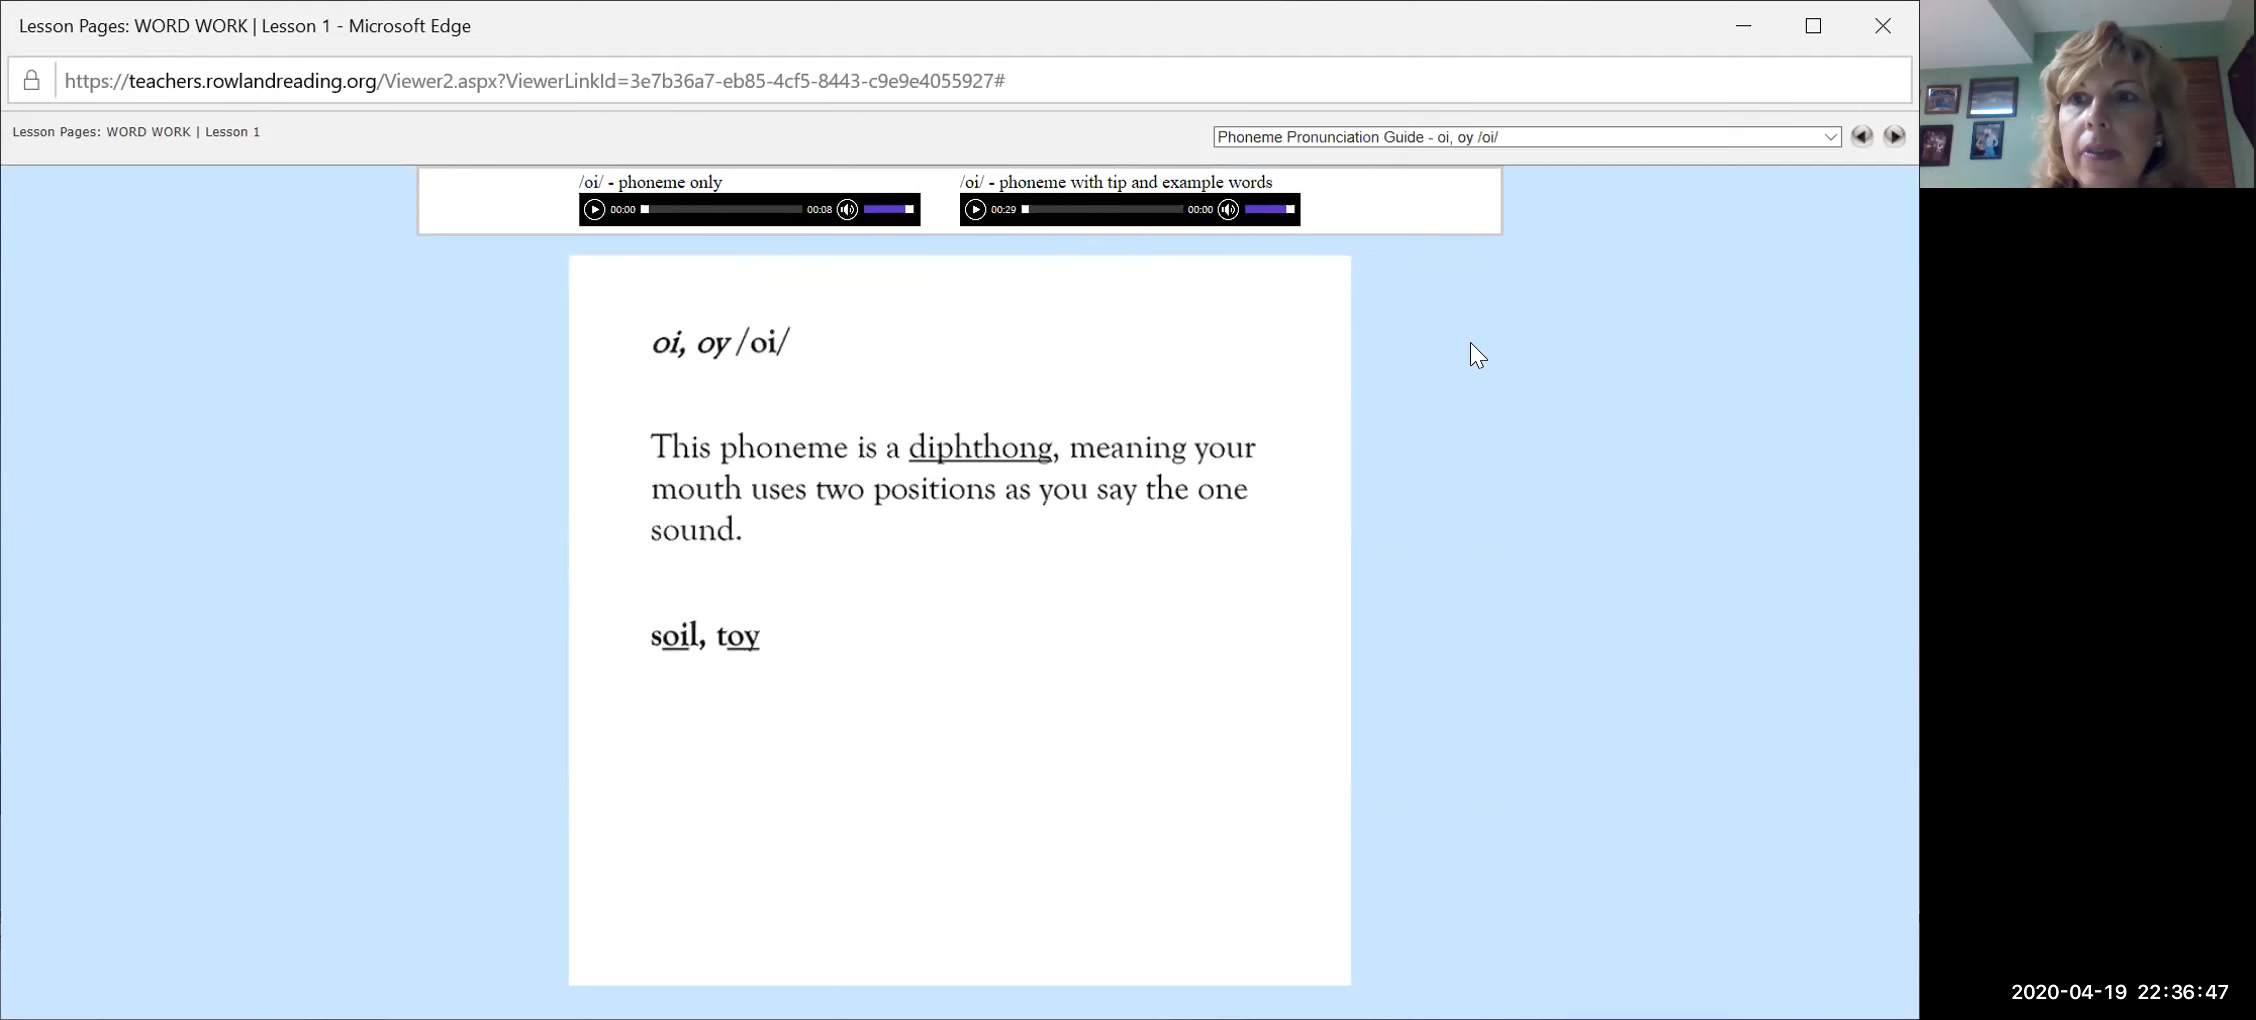 Lesson Pages: WORD WORK | Lesson 1 - Microsoft Edge
https://teachers.rowlandreading.org/Viewer2.aspx?ViewerLinkId=3e7b36a7-eb85-4cf5-8443-c9e9e4055927#
Lesson Pages: WORD WORK | Lesson 1
Phoneme Pronunciation Guide - oi, oy /oi/
/oi/ - phoneme only
/oi/ - phoneme with tip and example words
00:00 00:08
00:29 00:00
oi, oy /oi/
This phoneme is a diphthong, meaning your
mouth uses two positions as you say the one
sound.
soil, toy
2020-04-19 22:36:47